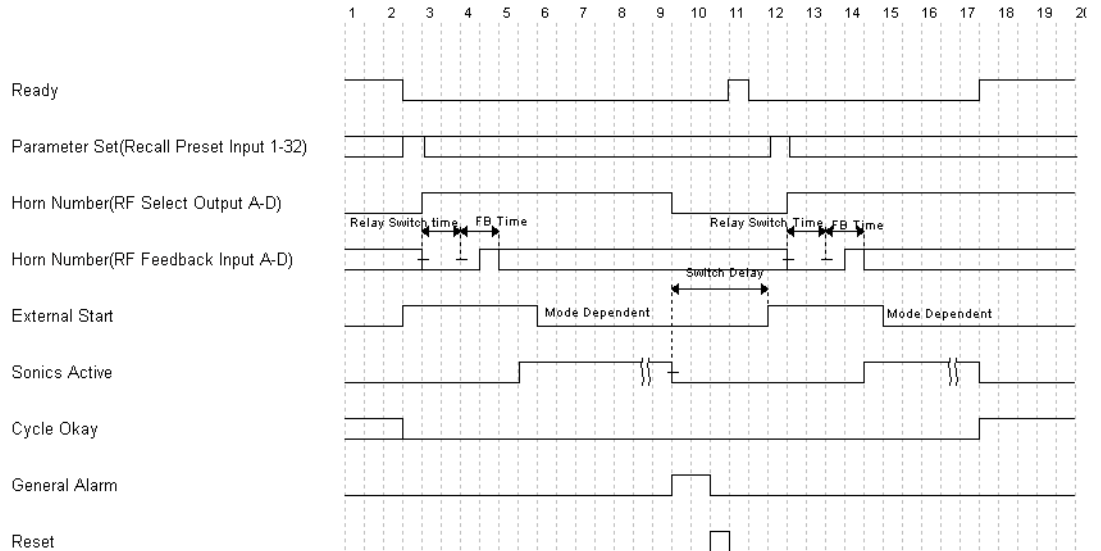 1 2 3 4 5 6 7 8 9 10 11 12 13 14 15 16 17 18 19 20
Ready
Parameter Set(Recall Preset Input 1-32)
Horn Number(RF Select Output A-D)
Relay Switch time FB Time Relay Switch Time FB Time
Horn Number(RF Feedback Input A-D)
Switch Delay
External Start Mode Dependent Mode Dependent
Sonics Active
Cycle Okay
General Alarm
Reset